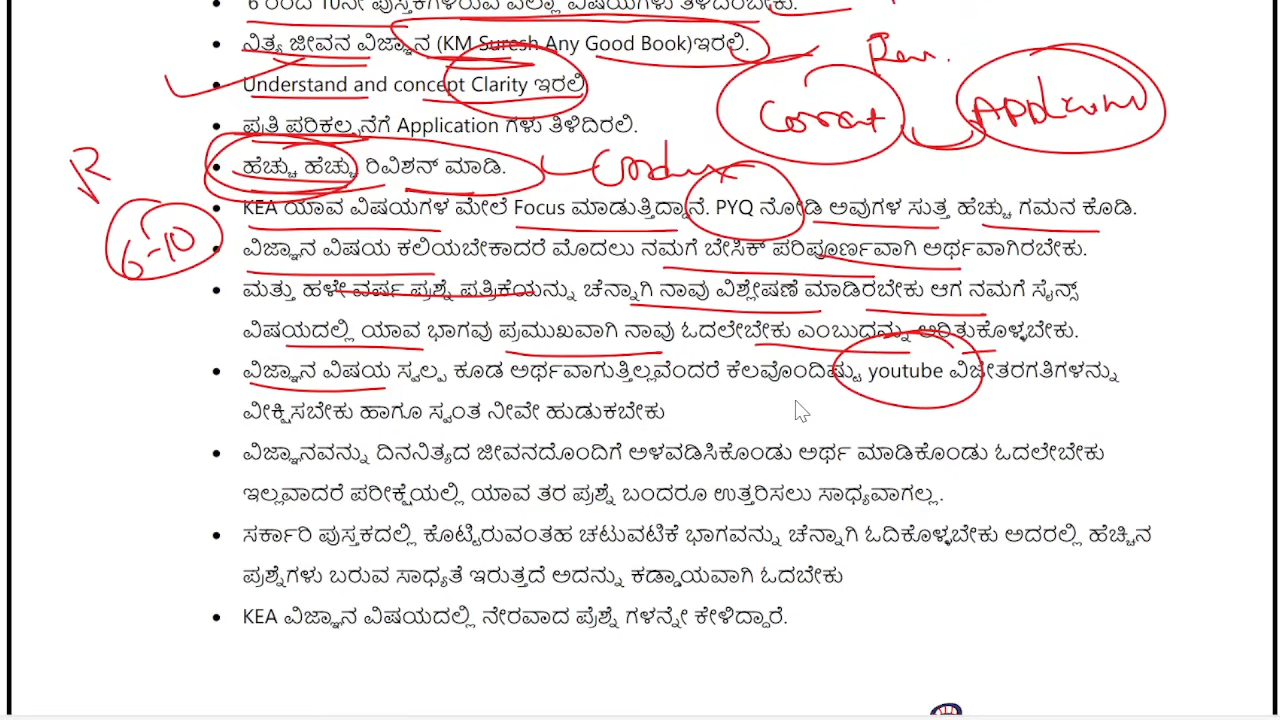 6 ರಿಂದ 10ನೇ ಪುಸ್ತಕಗಳಿರುವ ಎಲ್ಲಾ ವಿಷಯಗಳು ತಿಳಿದಿರಬೇಕು.
ನಿತ್ಯ ಜೀವನ ವಿಜ್ಞಾನ (KM Suresh Any Good Book)ಇರಲಿ.
Understand and concept Clarity ಇರಲಿ
ಪ್ರತಿ ಪರಿಕಲ್ಪನೆಗೆ Application ಗಳು ತಿಳಿದಿರಲಿ.
ಹೆಚ್ಚು ಹೆಚ್ಚು ರಿವಿಶನ್ ಮಾಡಿ.
R
KEA ಯಾವ ವಿಷಯಗಳ ಮೇಲೆ Focus ಮಾಡುತ್ತಿದ್ದಾನೆ. PYQ ನೋಡಿ ಅವುಗಳ ಸುತ್ತ ಹೆಚ್ಚು ಗಮನ ಕೊಡಿ.
6-10
ವಿಜ್ಞಾನ ವಿಷಯ ಕಲಿಯಬೇಕಾದರೆ ಮೊದಲು ನಮಗೆ ಬೇಸಿಕ್ ಪರಿಪೂರ್ಣವಾಗಿ ಅರ್ಥವಾಗಿರಬೇಕು.
ಮತ್ತು ಹಳೇ ವರ್ಷ ಪ್ರಶ್ನೆ ಪತ್ರಿಕೆಯನ್ನು ಚೆನ್ನಾಗಿ ನಾವು ವಿಶ್ಲೇಷಣೆ ಮಾಡಿರಬೇಕು ಆಗ ನಮಗೆ ಸೈನ್ಸ್
ವಿಷಯದಲ್ಲಿ ಯಾವ ಭಾಗವು ಪ್ರಮುಖವಾಗಿ ನಾವು ಓದಲೇಬೇಕು ಎಂಬುದನ್ನು ಅರಿತುಕೊಳ್ಳಬೇಕು.
ವಿಜ್ಞಾನ ವಿಷಯ ಸ್ವಲ್ಪ ಕೂಡ ಅರ್ಥವಾಗುತ್ತಿಲ್ಲವೆಂದರೆ ಕೆಲವೊಂದಿಷ್ಟು youtube ವಿಜೇತರಗತಿಗಳನ್ನು
ವೀಕ್ಷಿಸಬೇಕು ಹಾಗೂ ಸ್ವಂತ ನೀವೇ ಹುಡುಕಬೇಕು
ವಿಜ್ಞಾನವನ್ನು ದಿನನಿತ್ಯದ ಜೀವನದೊಂದಿಗೆ ಅಳವಡಿಸಿಕೊಂಡು ಅರ್ಥ ಮಾಡಿಕೊಂಡು ಓದಲೇಬೇಕು
ಇಲ್ಲವಾದರೆ ಪರೀಕ್ಷೆಯಲ್ಲಿ ಯಾವ ತರ ಪ್ರಶ್ನೆ ಬಂದರೂ ಉತ್ತರಿಸಲು ಸಾಧ್ಯವಾಗಲ್ಲ.
ಸರ್ಕಾರಿ ಪುಸ್ತಕದಲ್ಲಿ ಕೊಟ್ಟಿರುವಂತಹ ಚಟುವಟಿಕೆ ಭಾಗವನ್ನು ಚೆನ್ನಾಗಿ ಓದಿಕೊಳ್ಳಬೇಕು ಅದರಲ್ಲಿ ಹೆಚ್ಚಿನ
ಪ್ರಶ್ನೆಗಳು ಬರುವ ಸಾಧ್ಯತೆ ಇರುತ್ತದೆ ಅದನ್ನು ಕಡ್ಡಾಯವಾಗಿ ಓದಬೇಕು
KEA ವಿಜ್ಞಾನ ವಿಷಯದಲ್ಲಿ ನೇರವಾದ ಪ್ರಶ್ನೆ ಗಳನ್ನೇ ಕೇಳಿದ್ದಾರೆ.